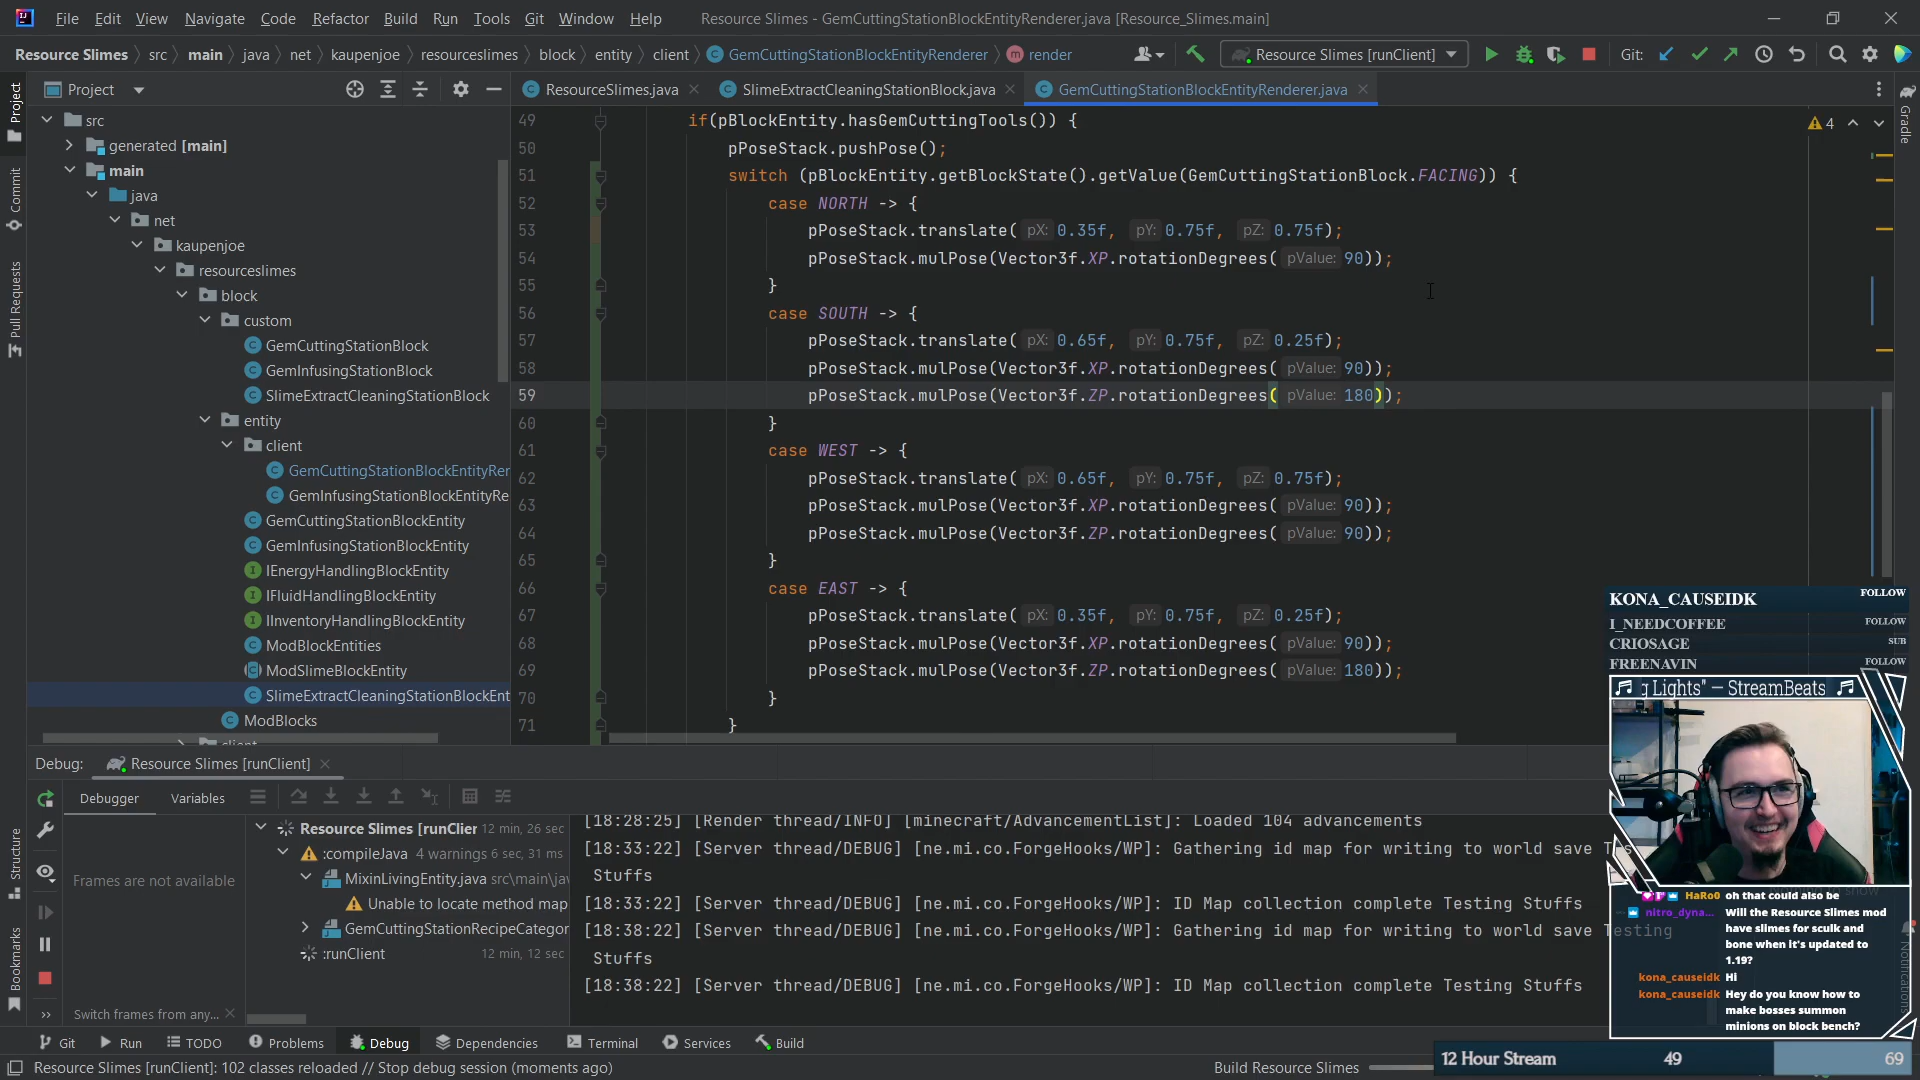 File Edit View Navigate Code Refactor Build Run Tools Git Window Help Resource Slimes - GemCuttingStationBlockEntityRenderer.java [Resource_Slimes.main]
Resource Slimes src main java net kaupenjoe resourceslimes block entity client GemCuttingStationBlockEntityRenderer render Resource Slimes [runClient] Git:
Project ResourceSlimes.java SlimeExtractCleaningStationBlock.java GemCuttingStationBlockEntityRenderer.java
Project
Commit
Pull Requests
Structure
Bookmarks
Gradle
Notifications
src
generated [main]
main
java
net
kaupenjoe
resourceslimes
block
custom
GemCuttingStationBlock
GemInfusingStationBlock
SlimeExtractCleaningStationBlock
entity
client
GemCuttingStationBlockEntityRer
GemInfusingStationBlockEntityRe
GemCuttingStationBlockEntity
GemInfusingStationBlockEntity
IEnergyHandlingBlockEntity
IFluidHandlingBlockEntity
IInventoryHandlingBlockEntity
ModBlockEntities
ModSlimeBlockEntity
SlimeExtractCleaningStationBlockEnt
ModBlocks
client
4
49 if(pBlockEntity.hasGemCuttingTools()) {
50 pPoseStack.pushPose();
51 switch (pBlockEntity.getBlockState().getValue(GemCuttingStationBlock.FACING)) {
52 case NORTH -> {
53 pPoseStack.translate( pX: 0.35f, pY: 0.75f, pZ: 0.75f);
54 pPoseStack.mulPose(Vector3f.XP.rotationDegrees( pValue: 90));
55 }
56 case SOUTH -> {
57 pPoseStack.translate( pX: 0.65f, pY: 0.75f, pZ: 0.25f);
58 pPoseStack.mulPose(Vector3f.XP.rotationDegrees( pValue: 90));
59 pPoseStack.mulPose(Vector3f.ZP.rotationDegrees( pValue: 180));
60 }
61 case WEST -> {
62 pPoseStack.translate( pX: 0.65f, pY: 0.75f, pZ: 0.75f);
63 pPoseStack.mulPose(Vector3f.XP.rotationDegrees( pValue: 90));
64 pPoseStack.mulPose(Vector3f.ZP.rotationDegrees( pValue: 90));
65 }
66 case EAST -> {
67 pPoseStack.translate( pX: 0.35f, pY: 0.75f, pZ: 0.25f);
68 pPoseStack.mulPose(Vector3f.XP.rotationDegrees( pValue: 90));
69 pPoseStack.mulPose(Vector3f.ZP.rotationDegrees( pValue: 180));
70 }
71 }
KONA_CAUSEIDK FOLLOW
I_NEEDCOFFEE FOLLOW
CRIOSAGE SUB
FREENAVIN FOLLOW
g Lights" — StreamBeats
Debug: Resource Slimes [runClient]
Debugger Variables
Frames are not available
Switch frames from any...
Resource Slimes [runClier 12 min, 26 sec
:compileJava 4 warnings 6 sec, 31 ms
MixinLivingEntity.java src\main\jav
Unable to locate method map
GemCuttingStationRecipeCategor
:runClient 12 min, 12 sec
[18:28:25] [Render thread/INFO] [minecraft/AdvancementList]: Loaded 104 advancements
[18:33:22] [Server thread/DEBUG] [ne.mi.co.ForgeHooks/WP]: Gathering id map for writing to world save Tes
Stuffs
[18:33:22] [Server thread/DEBUG] [ne.mi.co.ForgeHooks/WP]: ID Map collection complete Testing Stuffs
[18:38:22] [Server thread/DEBUG] [ne.mi.co.ForgeHooks/WP]: Gathering id map for writing to world save Testing
Stuffs
[18:38:22] [Server thread/DEBUG] [ne.mi.co.ForgeHooks/WP]: ID Map collection complete Testing Stuffs
HaRo0 oh that could also be
nitro_dyna... Will the Resource Slimes mod
have slimes for sculk and
bone when it's updated to
1.19?
kona_causeidk Hi
kona_causeidk Hey do you know how to
make bosses summon
minions on block bench?
Git Run TODO Problems Debug Dependencies Terminal Services Build
Resource Slimes [runClient]: 102 classes reloaded // Stop debug session (moments ago) Build Resource Slimes
12 Hour Stream 49 69